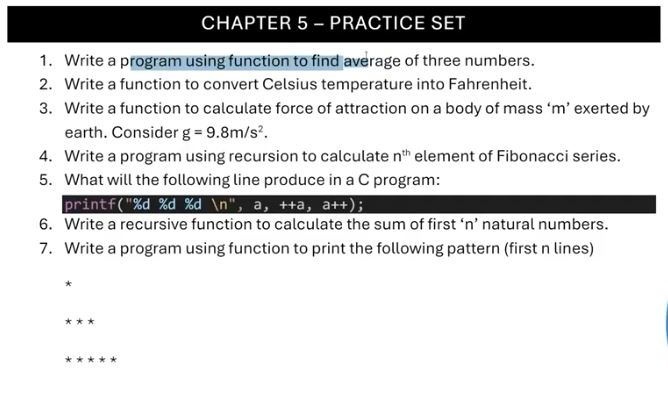 CHAPTER 5 – PRACTICE SET
1. Write a program using function to find average of three numbers.
2. Write a function to convert Celsius temperature into Fahrenheit.
3. Write a function to calculate force of attraction on a body of mass ‘m’ exerted by
earth. Consider g = 9.8m/s².
4. Write a program using recursion to calculate nᵗʰ element of Fibonacci series.
5. What will the following line produce in a C program:
printf("%d %d %d \n", a, ++a, a++);
6. Write a recursive function to calculate the sum of first ‘n’ natural numbers.
7. Write a program using function to print the following pattern (first n lines)
*
* * *
* * * * *